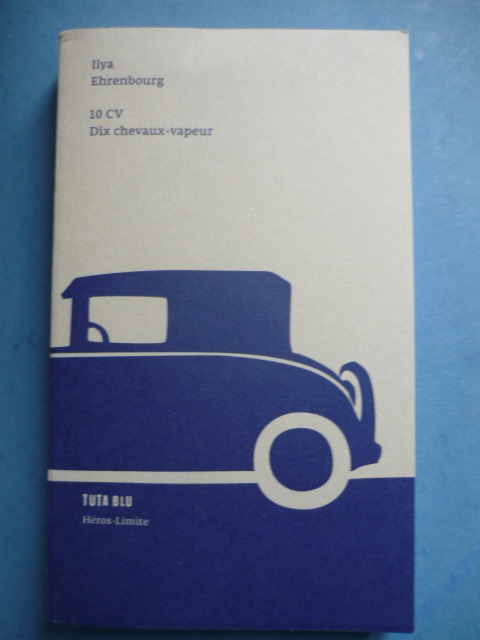 Ilya
Ehrenbourg
10 CV
Dix chevaux-vapeur
TUTA BLU
Héros-Limite